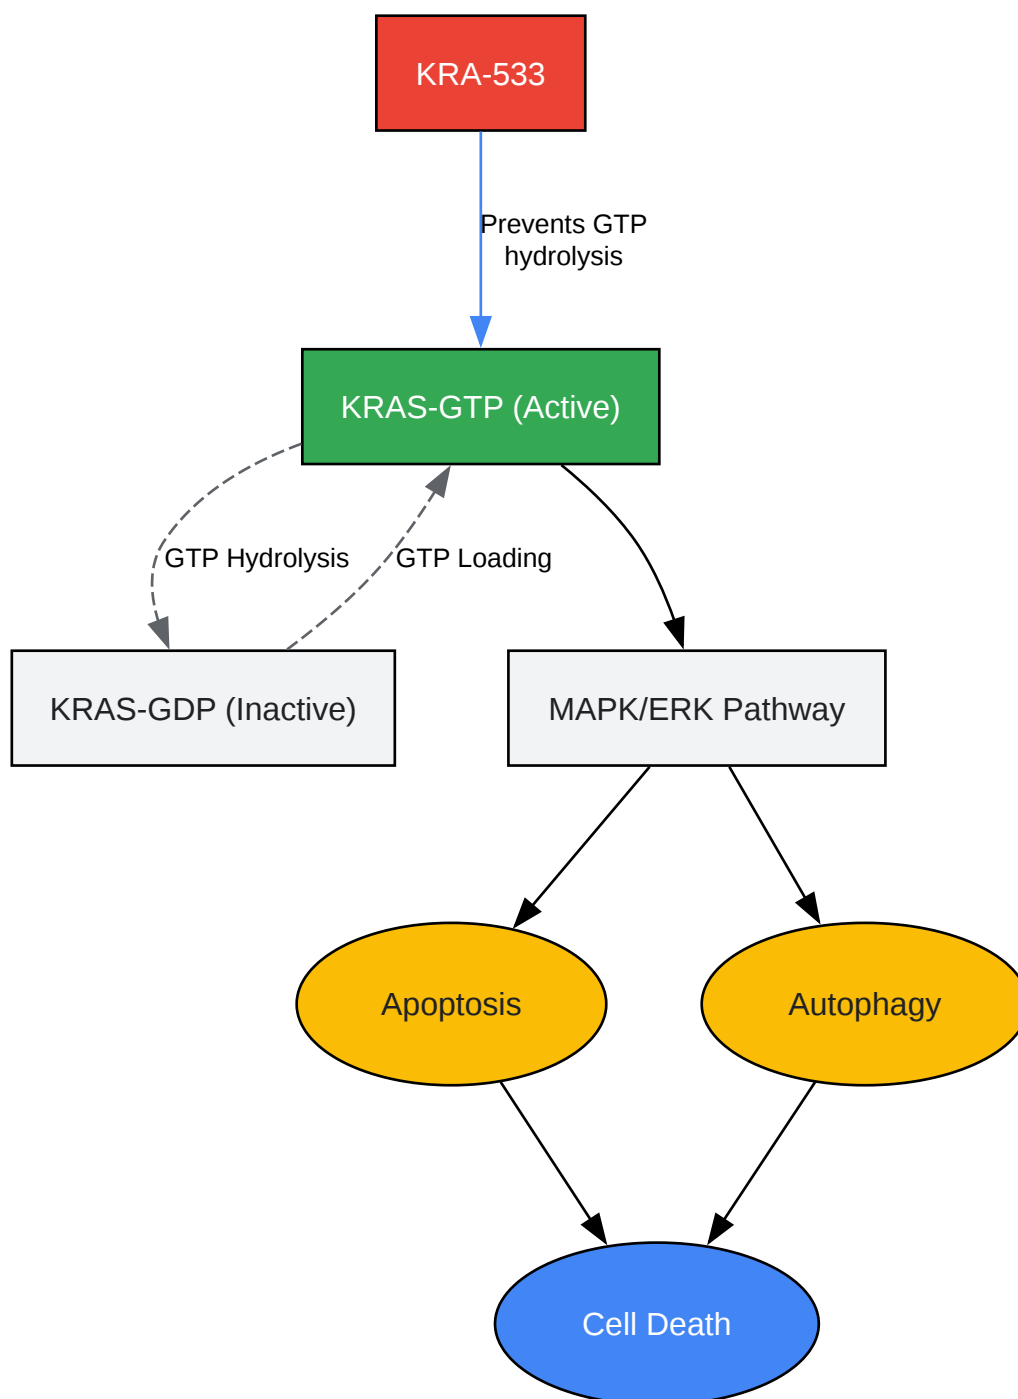 KRA-533
Prevents GTP
hydrolysis
KRAS-GTP (Active)
GTP Hydrolysis
GTP Loading
KRAS-GDP (Inactive)
MAPK/ERK Pathway
Apoptosis
Autophagy
Cell Death